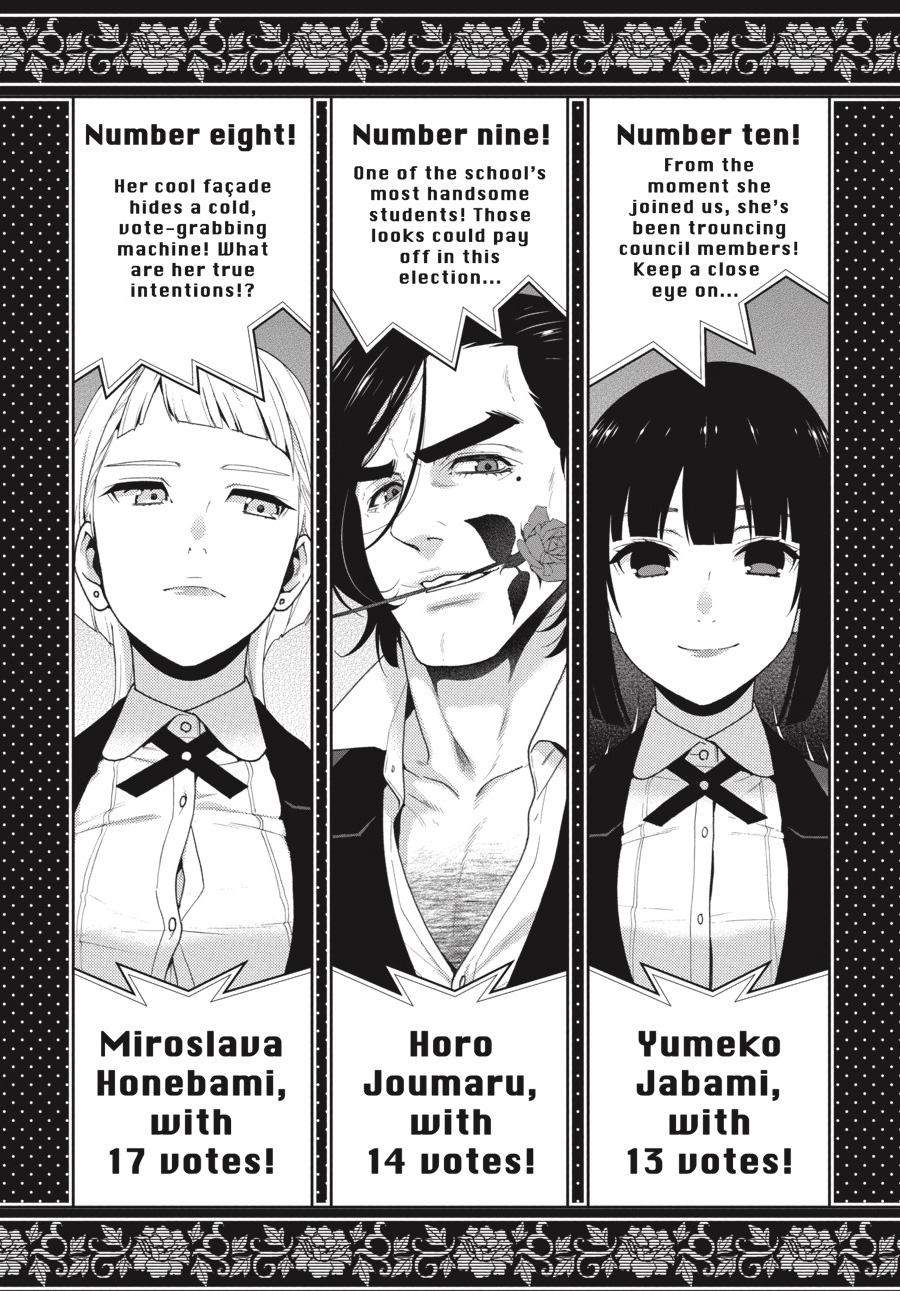 Number eight!
Her cool façade
hides a cold,
vote-grabbing
machine! What
are her true
intentions!?
Miroslava
Honebami,
with
17 votes!
Number nine!
One of the school's
most handsome
students! Those
looks could pay
off in this
election...
Horo
Joumaru,
with
14 votes!
Number ten!
From the
moment she
joined us, she's
been trouncing
council members!
Keep a close
eye on...
Yumeko
Jabami,
with
13 votes!